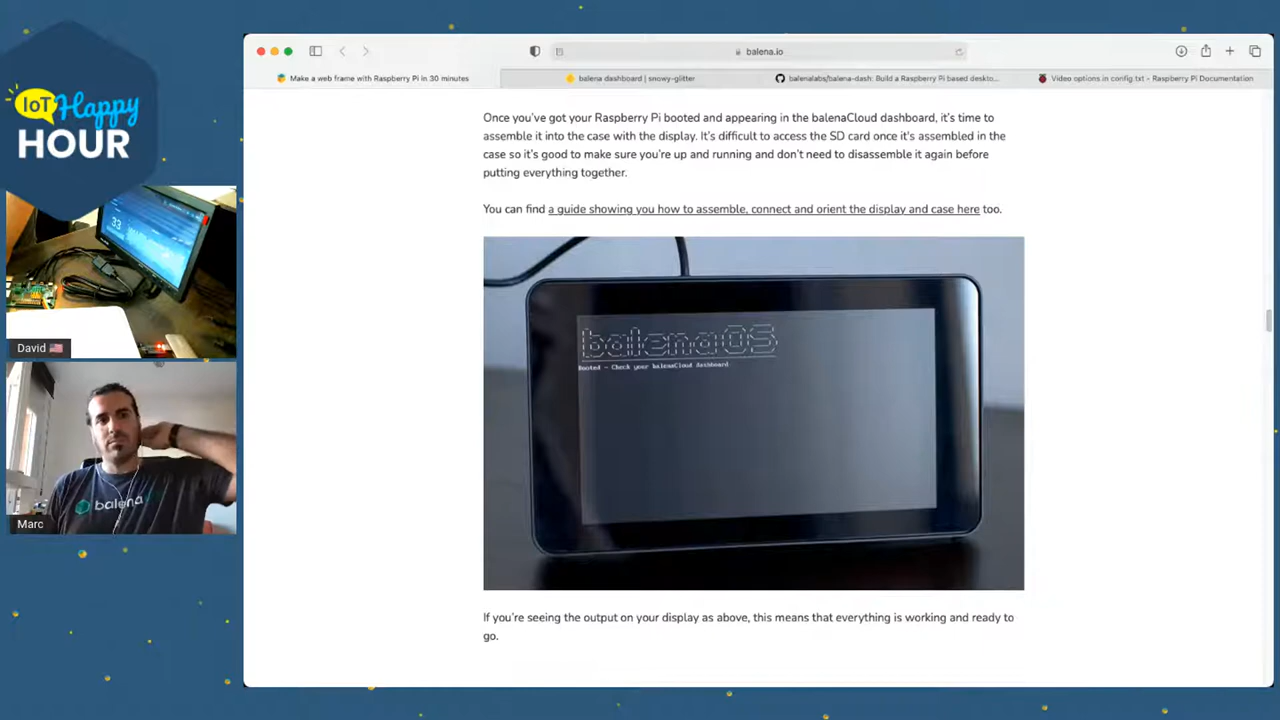 IoT Happy
HOUR
balena.io
Make a web frame with Raspberry Pi in 30 minutes
balena dashboard | snowy-glitter
balenalabs/balena-dash: Build a Raspberry Pi based deskto...
Video options in config.txt - Raspberry Pi Documentation
Once you've got your Raspberry Pi booted and appearing in the balenaCloud dashboard, it's time to
assemble it into the case with the display. It's difficult to access the SD card once it's assembled in the
case so it's good to make sure you're up and running and don't need to disassemble it again before
putting everything together.
You can find a guide showing you how to assemble, connect and orient the display and case here too.
balenaOS
Booted - Check your balenaCloud dashboard
If you're seeing the output on your display as above, this means that everything is working and ready to
go.
33
David
balena
Marc